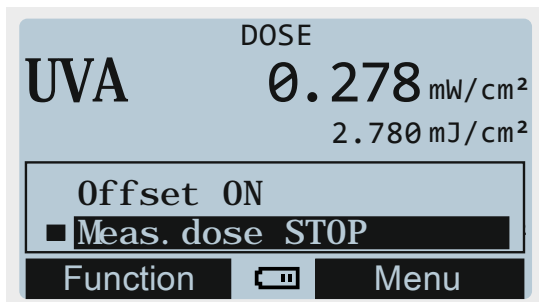 DOSE
UVA 0.278 mW/cm²
2.780 mJ/cm²
Offset ON
Meas. dose STOP
Function Menu